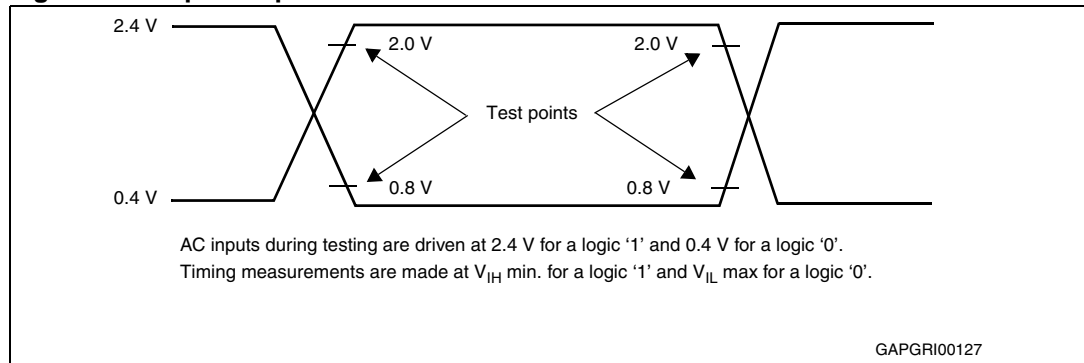 2.4 V
2.0 V
2.0 V
Test points
0.8 V
0.8 V
0.4 V
AC inputs during testing are driven at 2.4 V for a logic ‘1’ and 0.4 V for a logic ‘0’.
Timing measurements are made at VIH min. for a logic ‘1’ and VIL max for a logic ‘0’.
GAPGRI00127